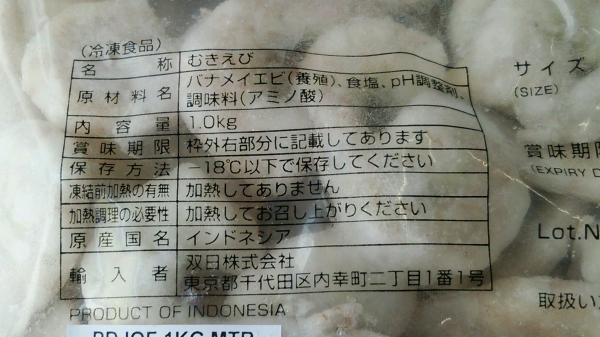 (冷凍食品)
名称 むきえび
原材料名 バナメイエビ(養殖)、食塩、pH調整剤、
調味料(アミノ酸)
内容量 1.0kg
賞味期限 枠外右部分に記載してあります
保存方法 −18℃以下で保存してください
凍結前加熱の有無 加熱してありません
加熱調理の必要性 加熱してお召し上がりください
原産国名 インドネシア
輸入者 双日株式会社
東京都千代田区内幸町二丁目1番1号
PRODUCT OF INDONESIA
サイズ
(SIZE)
賞味期限
(EXPIRY D
Lot.N
取扱い